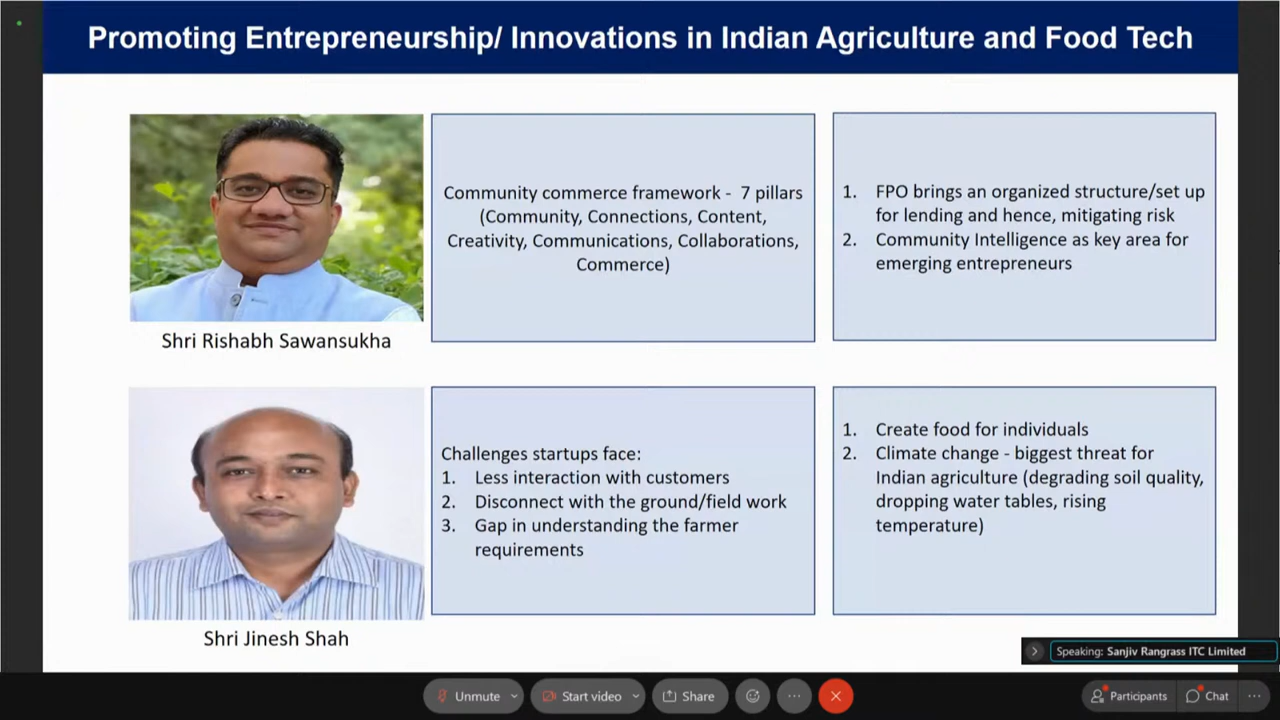 Promoting Entrepreneurship/ Innovations in Indian Agriculture and Food Tech
Community commerce framework - 7 pillars
(Community, Connections, Content,
Creativity, Communications, Collaborations,
Commerce)
1. FPO brings an organized structure/set up
for lending and hence, mitigating risk
2. Community Intelligence as key area for
emerging entrepreneurs
Shri Rishabh Sawansukha
Challenges startups face:
1. Less interaction with customers
2. Disconnect with the ground/field work
3. Gap in understanding the farmer
requirements
1. Create food for individuals
2. Climate change - biggest threat for
Indian agriculture (degrading soil quality,
dropping water tables, rising
temperature)
Shri Jinesh Shah
Speaking: Sanjiv Rangrass ITC Limited
Unmute
Start video
Share
Participants
Chat